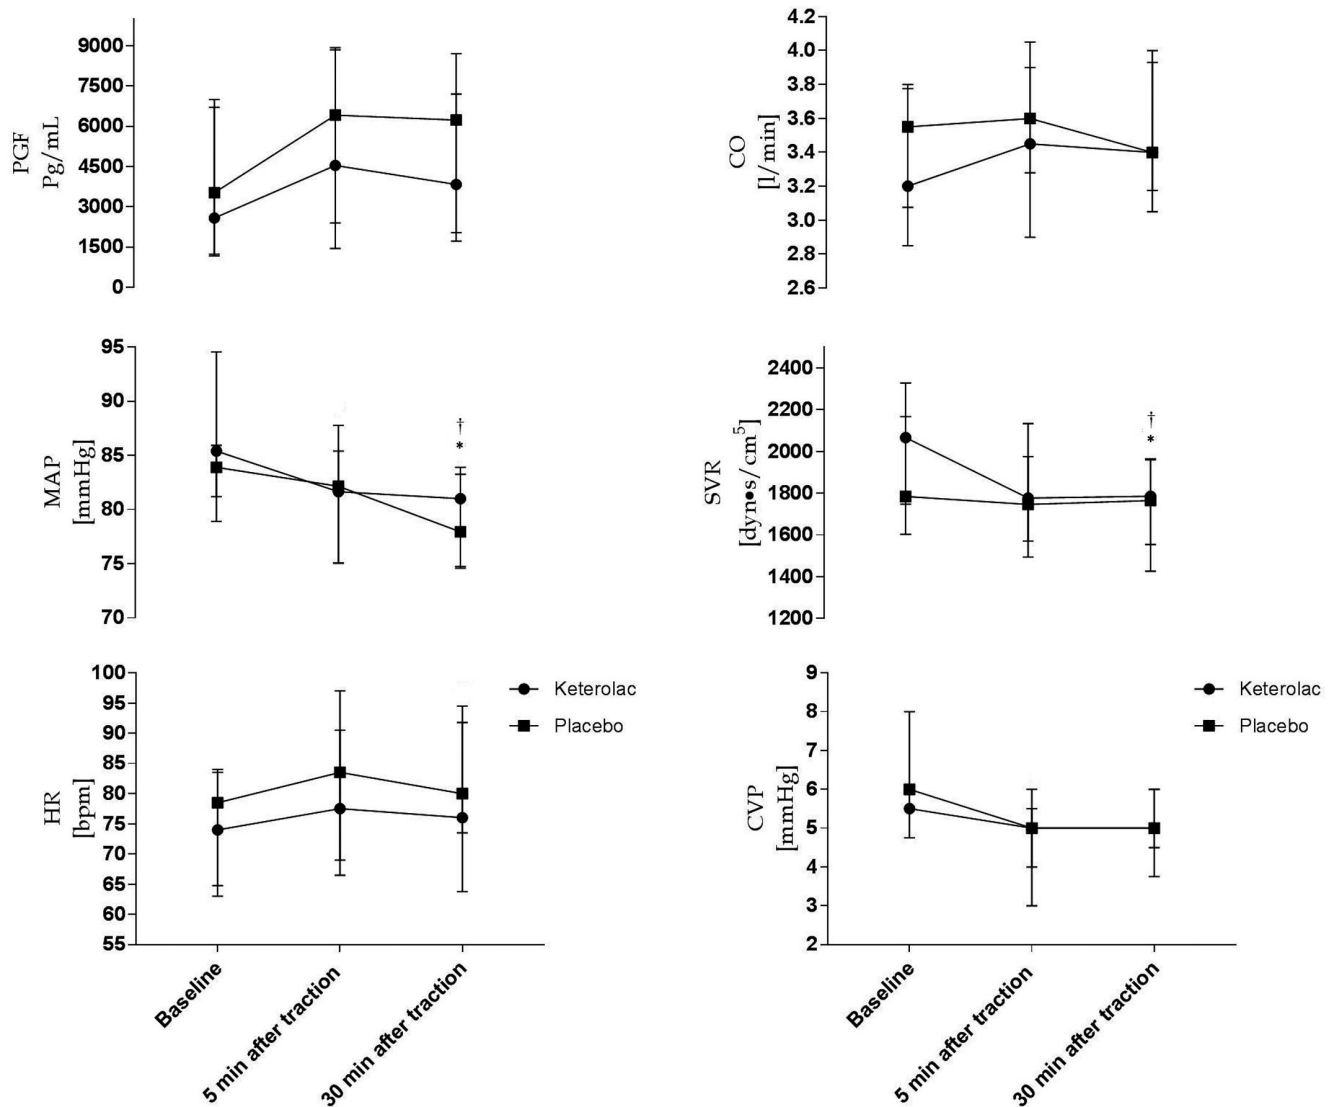 PGF
Pg/mL
9000
7500
6000
4500
3000
1500
0
CO
[l/min]
4.2
4.0
3.8
3.6
3.4
3.2
3.0
2.8
2.6
MAP
[mmHg]
95
90
85
80
75
70
†
*
SVR
[dyn•s/cm⁵]
2400
2200
2000
1800
1600
1400
1200
†
*
HR
[bpm]
100
95
90
85
80
75
70
65
60
55
Keterolac
Placebo
Baseline
5 min after traction
30 min after traction
CVP
[mmHg]
9
8
7
6
5
4
3
2
Keterolac
Placebo
Baseline
5 min after traction
30 min after traction